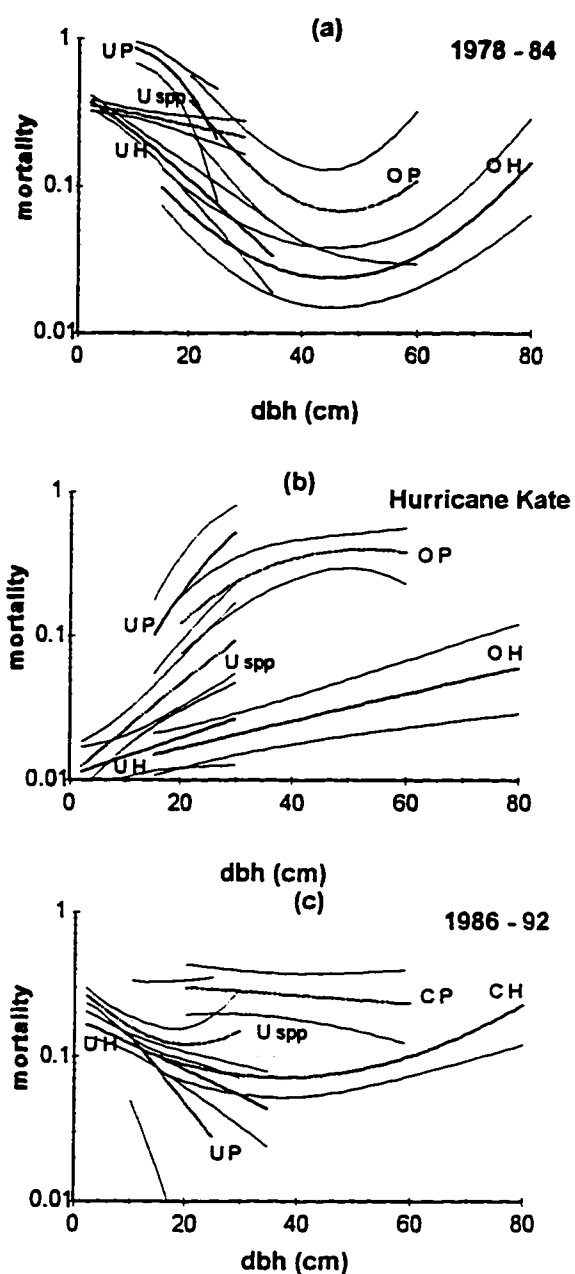 (a)
1978 - 84
1
UP
U spp
UH
OP
OH
0.1
mortality
0.01
0 20 40 60 80
dbh (cm)
(b)
Hurricane Kate
1
OP
UP
0.1
U spp
OH
mortality
UH
0.01
0 20 40 60 80
dbh (cm)
(c)
1986 - 92
1
CP
CH
U spp
UH
0.1
mortality
UP
0.01
0 20 40 60 80
dbh (cm)